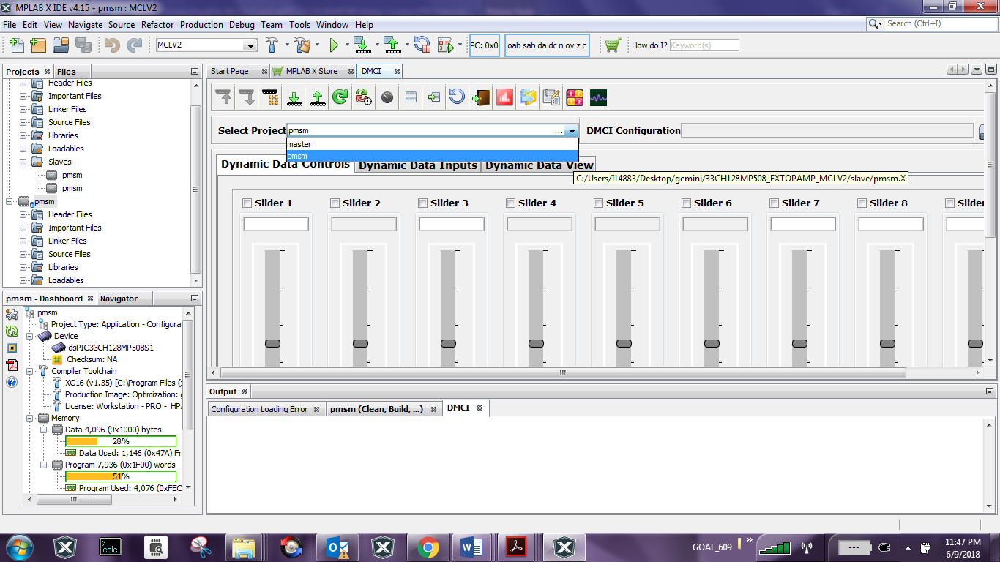 MPLAB X IDE v4.15 - pmsm : MCLV2
File Edit View Navigate Source Refactor Production Debug Team Tools Window Help
Search (Ctrl+I)
MCLV2
PC: 0x0
oab sab da dc n ov z c
How do I?
Keyword(s)
Projects
Files
Header Files
Important Files
Linker Files
Source Files
Libraries
Loadables
Slaves
pmsm
pmsm
pmsm
Header Files
Important Files
Linker Files
Source Files
Libraries
Loadables
Start Page
MPLAB X Store
DMCI
Select Project
pmsm
...
master
pmsm
DMCI Configuration
Dynamic Data Controls
Dynamic Data Inputs
Dynamic Data View
C:/Users/I14883/Desktop/gemini/33CH128MP508_EXTOPAMP_MCLV2/slave/pmsm.X
Slider 1
Slider 2
Slider 3
Slider 4
Slider 5
Slider 6
Slider 7
Slider 8
pmsm - Dashboard
Navigator
pmsm
Project Type: Application - Configura
Device
dsPIC33CH128MP508S1
Checksum: NA
Compiler Toolchain
XC16 (v1.35) [C:\Program Files (
Production Image: Optimization:
License: Workstation - PRO - HP
Memory
Data 4,096 (0x1000) bytes
28%
Data Used: 1,146 (0x47A) Fr
Program 7,936 (0x1F00) words
51%
Program Used: 4,076 (0xFEC
Output
Configuration Loading Error
pmsm (Clean, Build, ...)
DMCI
calc
GOAL_609
11:47 PM
6/9/2018